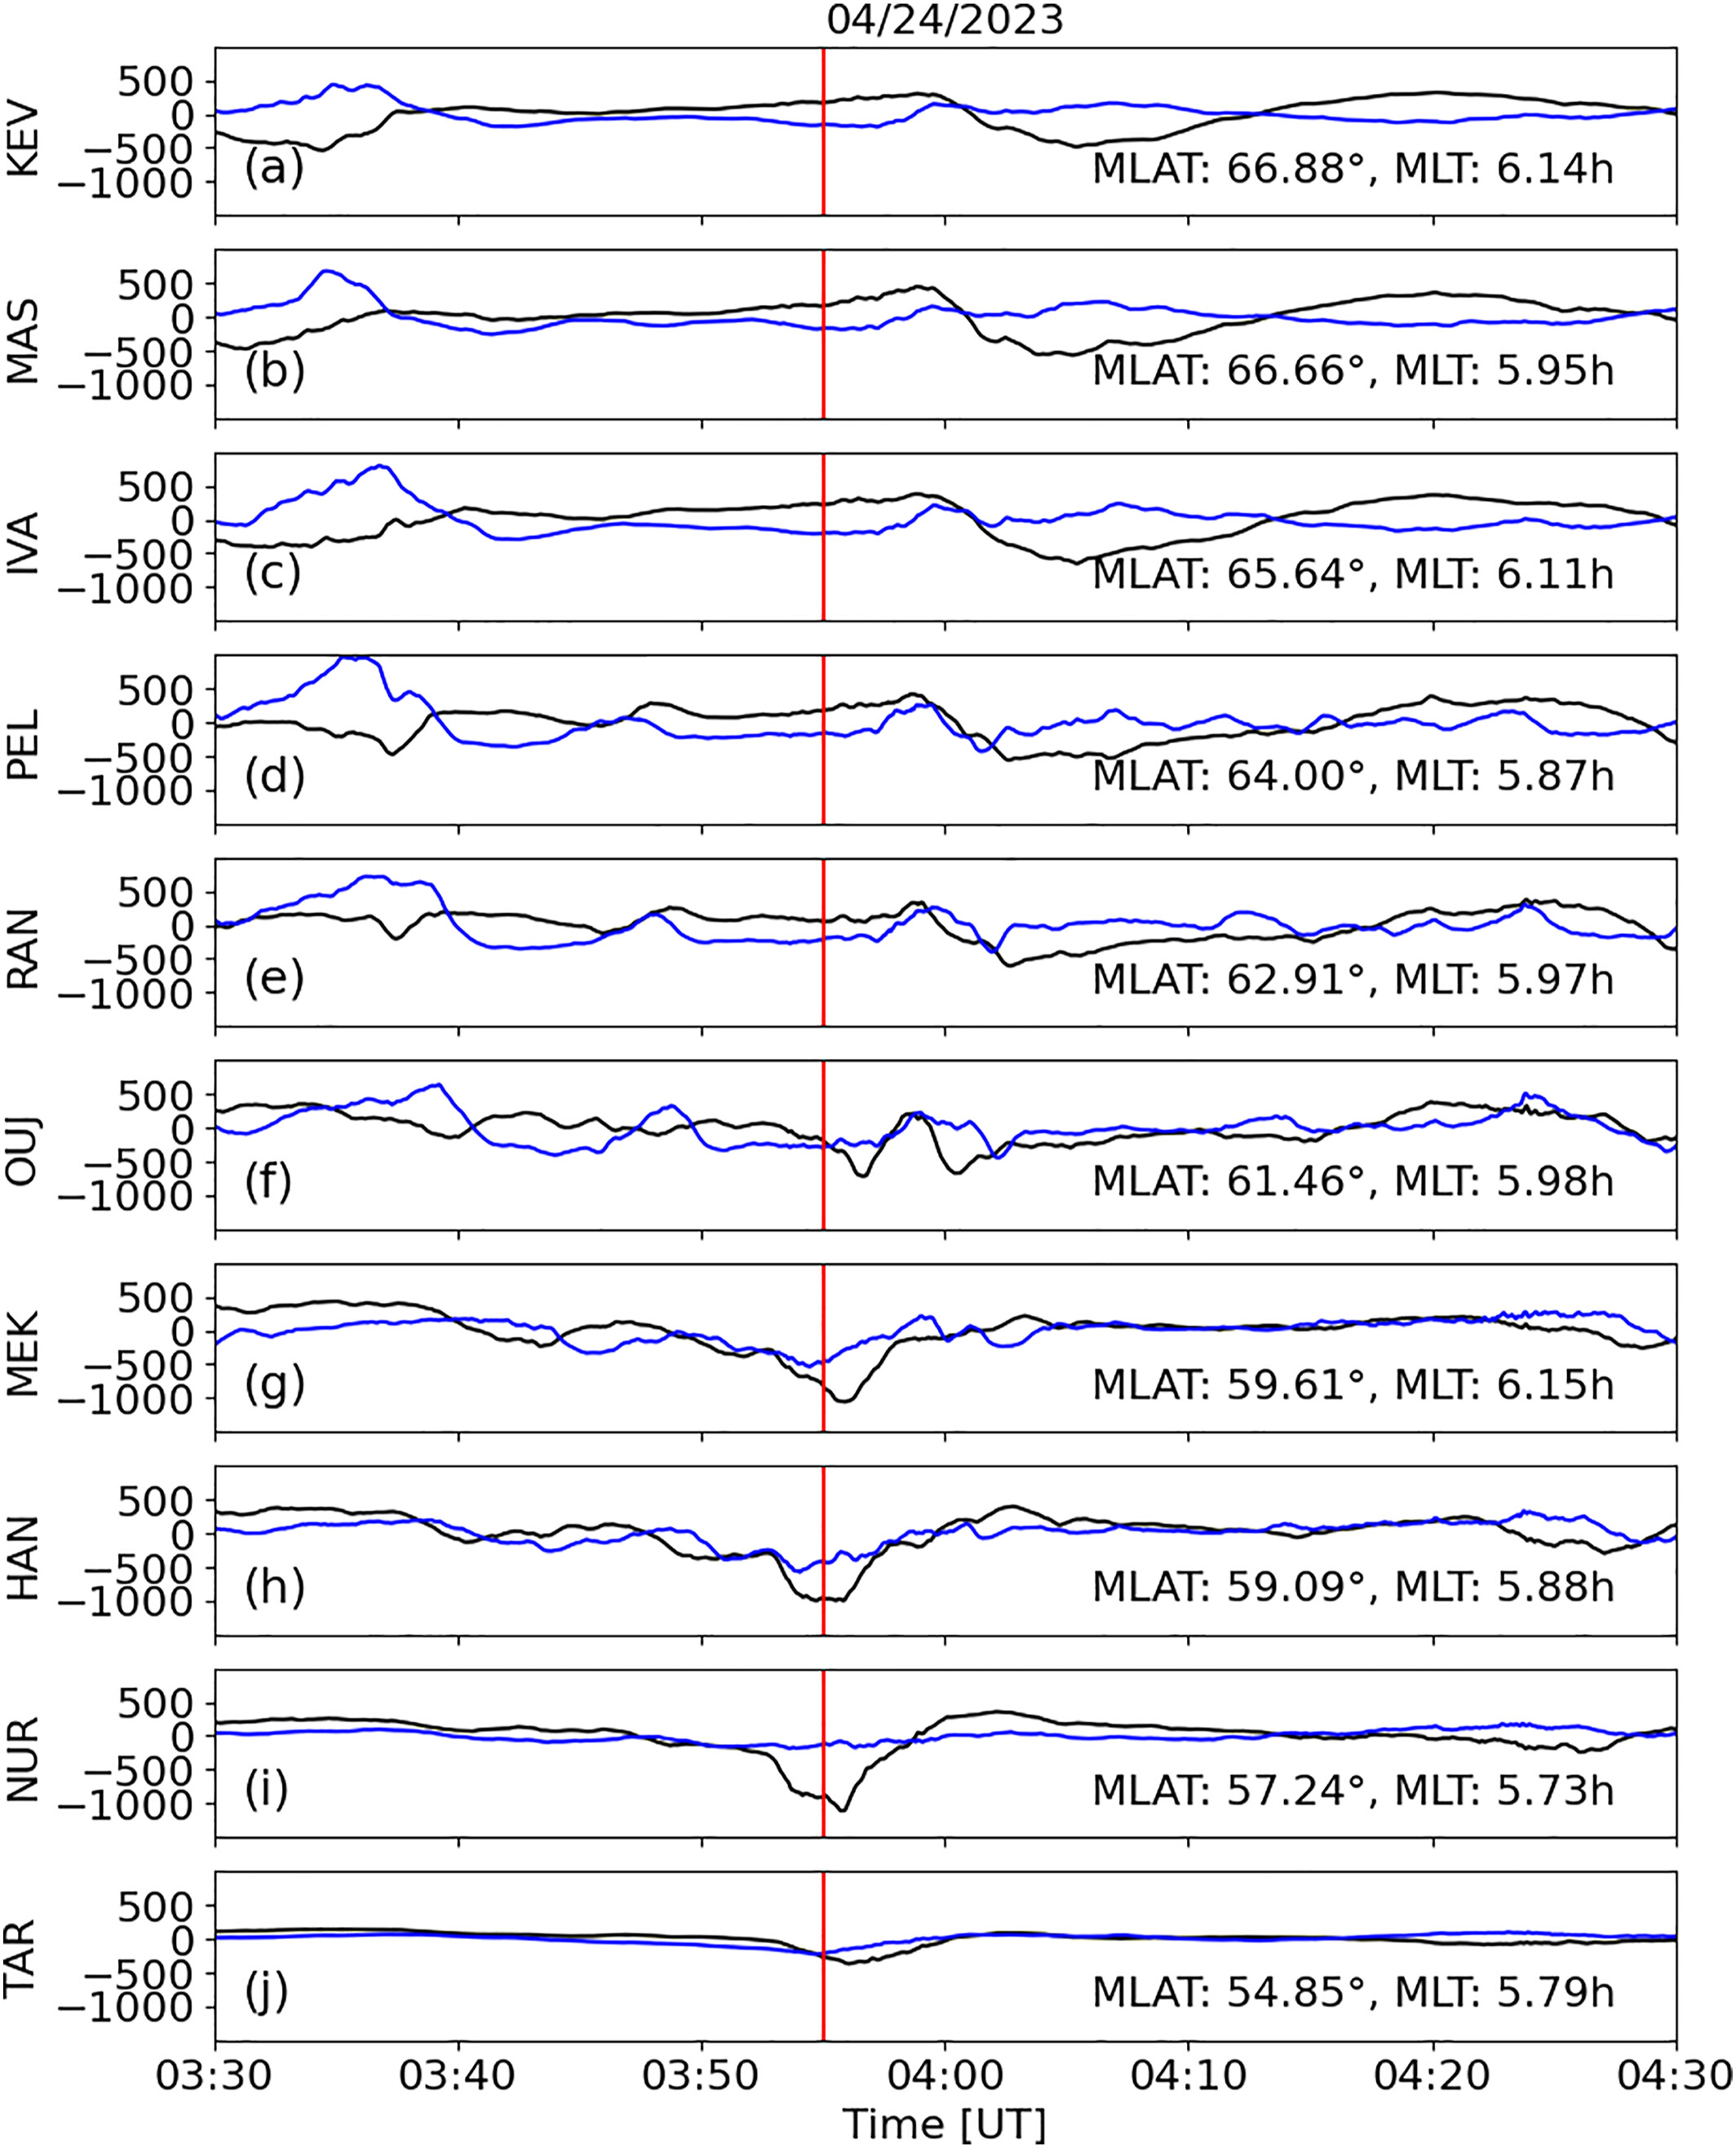 04/24/2023
KEV
500
0
−500
−1000
(a)
MLAT: 66.88°, MLT: 6.14h
MAS
500
0
−500
−1000
(b)
MLAT: 66.66°, MLT: 5.95h
IVA
500
0
−500
−1000
(c)
MLAT: 65.64°, MLT: 6.11h
PEL
500
0
−500
−1000
(d)
MLAT: 64.00°, MLT: 5.87h
RAN
500
0
−500
−1000
(e)
MLAT: 62.91°, MLT: 5.97h
OUJ
500
0
−500
−1000
(f)
MLAT: 61.46°, MLT: 5.98h
MEK
500
0
−500
−1000
(g)
MLAT: 59.61°, MLT: 6.15h
HAN
500
0
−500
−1000
(h)
MLAT: 59.09°, MLT: 5.88h
NUR
500
0
−500
−1000
(i)
MLAT: 57.24°, MLT: 5.73h
TAR
500
0
−500
−1000
(j)
MLAT: 54.85°, MLT: 5.79h
03:30 03:40 03:50 04:00 04:10 04:20 04:30
Time [UT]